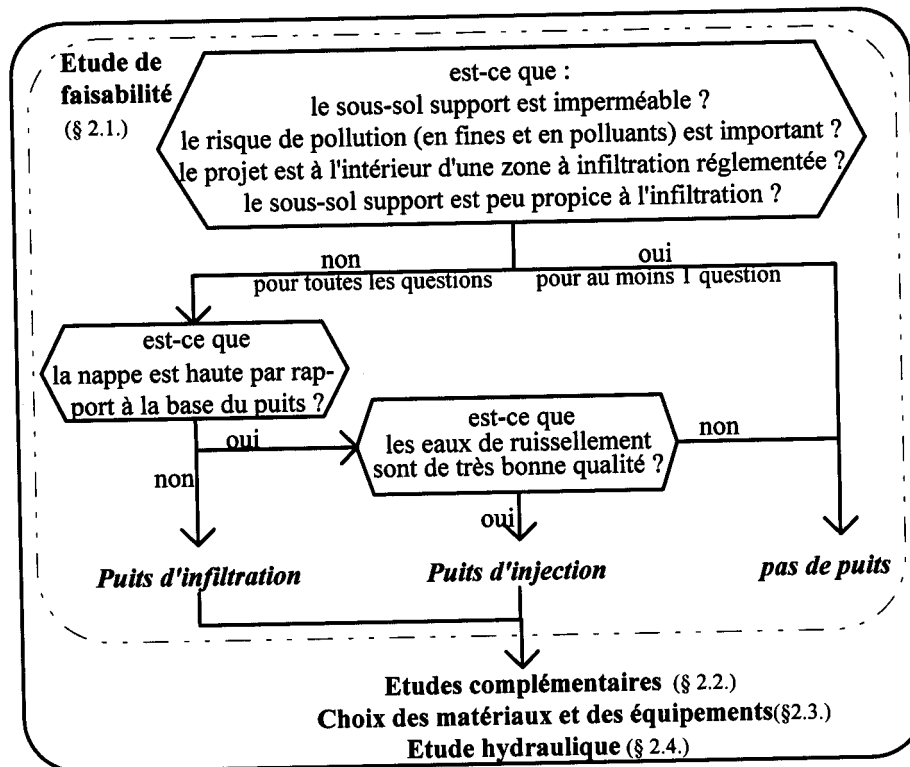 Etude de
faisabilité
(§ 2.1.)
est-ce que :
le sous-sol support est imperméable ?
le risque de pollution (en fines et en polluants) est important ?
le projet est à l'intérieur d'une zone à infiltration réglementée ?
le sous-sol support est peu propice à l'infiltration ?
non
pour toutes les questions
oui
pour au moins 1 question
est-ce que
la nappe est haute par rap-
port à la base du puits ?
oui
non
est-ce que
les eaux de ruissellement
sont de très bonne qualité ?
non
oui
Puits d'infiltration
Puits d'injection
pas de puits
Etudes complémentaires (§ 2.2.)
Choix des matériaux et des équipements(§2.3.)
Etude hydraulique (§ 2.4.)